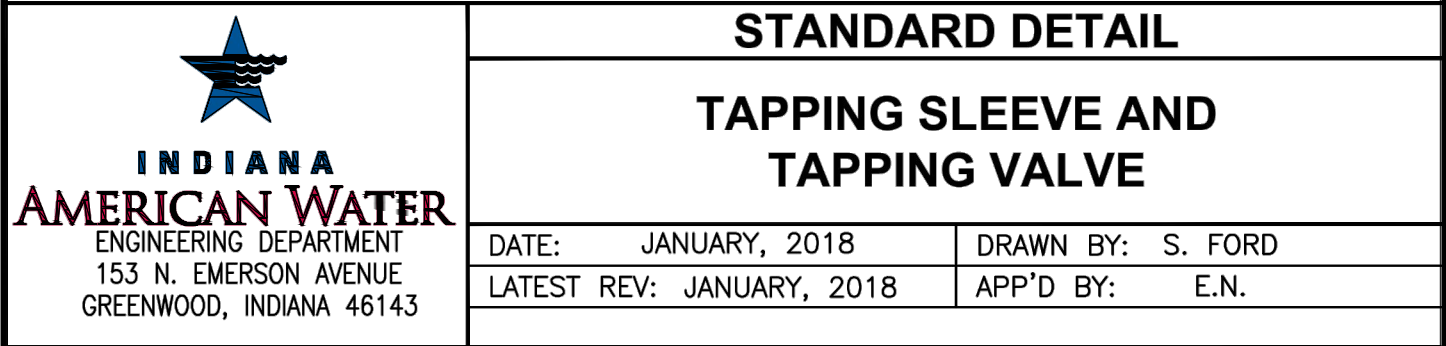 INDIANA
AMERICAN WATER
ENGINEERING DEPARTMENT
153 N. EMERSON AVENUE
GREENWOOD, INDIANA 46143
STANDARD DETAIL
TAPPING SLEEVE AND
TAPPING VALVE
DATE: JANUARY, 2018
DRAWN BY: S. FORD
LATEST REV: JANUARY, 2018
APP'D BY: E.N.